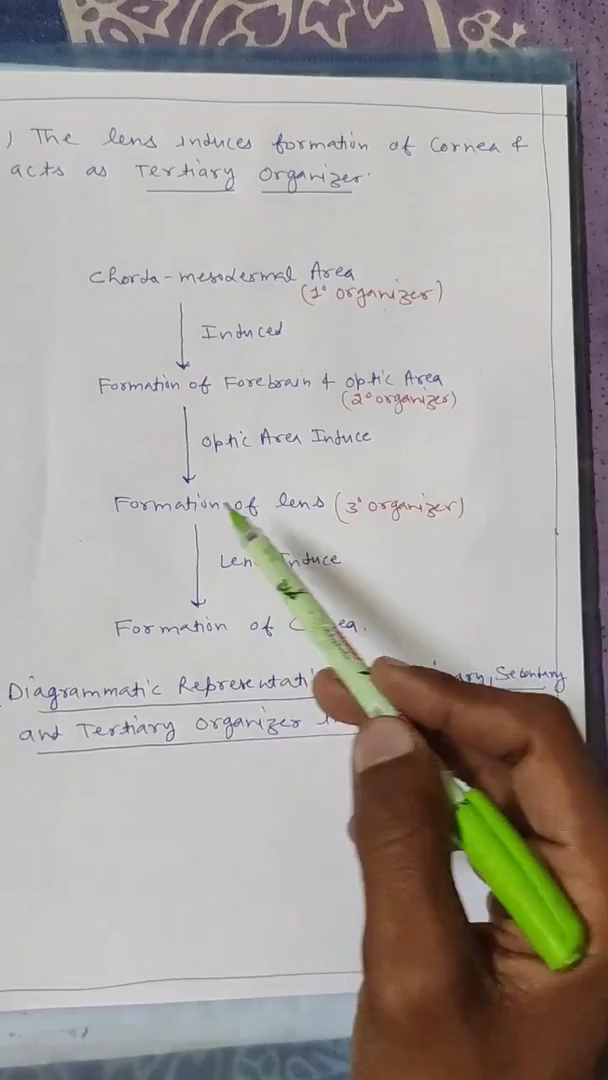 ) The lens induces formation of Cornea &
acts as Tertiary Organizer.
Chorda-mesodermal Area
(1° organizer)
Induced
Formation of Forebrain & optic Area
(2° organizer)
optic Area Induce
Formation of lens (3° organizer)
Induce
Formation of
Diagrammatic Secondary
and Tertiary Organizer